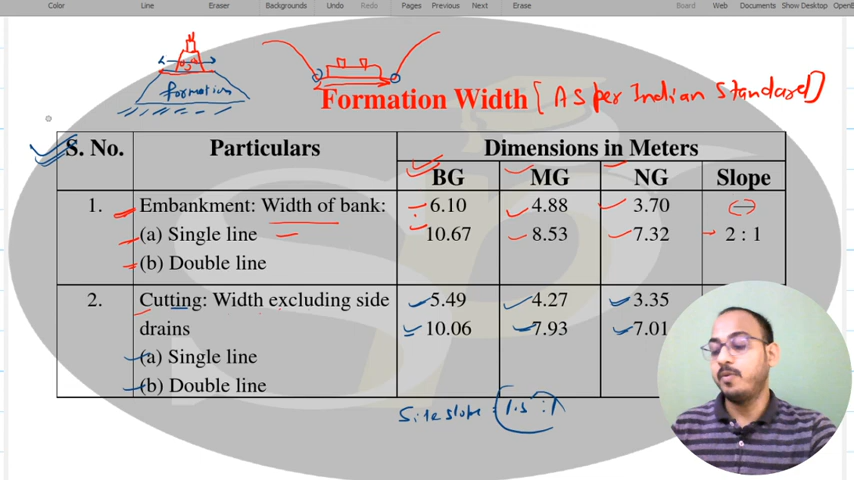 Color Line Eraser Backgrounds Undo Redo Pages Previous Next Erase Board Web Documents Show Desktop OpenB
formation
Formation Width [As per Indian Standard]
S. No. Particulars Dimensions in Meters
BG MG NG Slope
1. Embankment: Width of bank: 6.10 4.88 3.70 (–)
(a) Single line 10.67 8.53 7.32 2 : 1
(b) Double line
2. Cutting: Width excluding side 5.49 4.27 3.35
drains 10.06 7.93 7.01
(a) Single line
(b) Double line
Side slope = 1.5 : 1